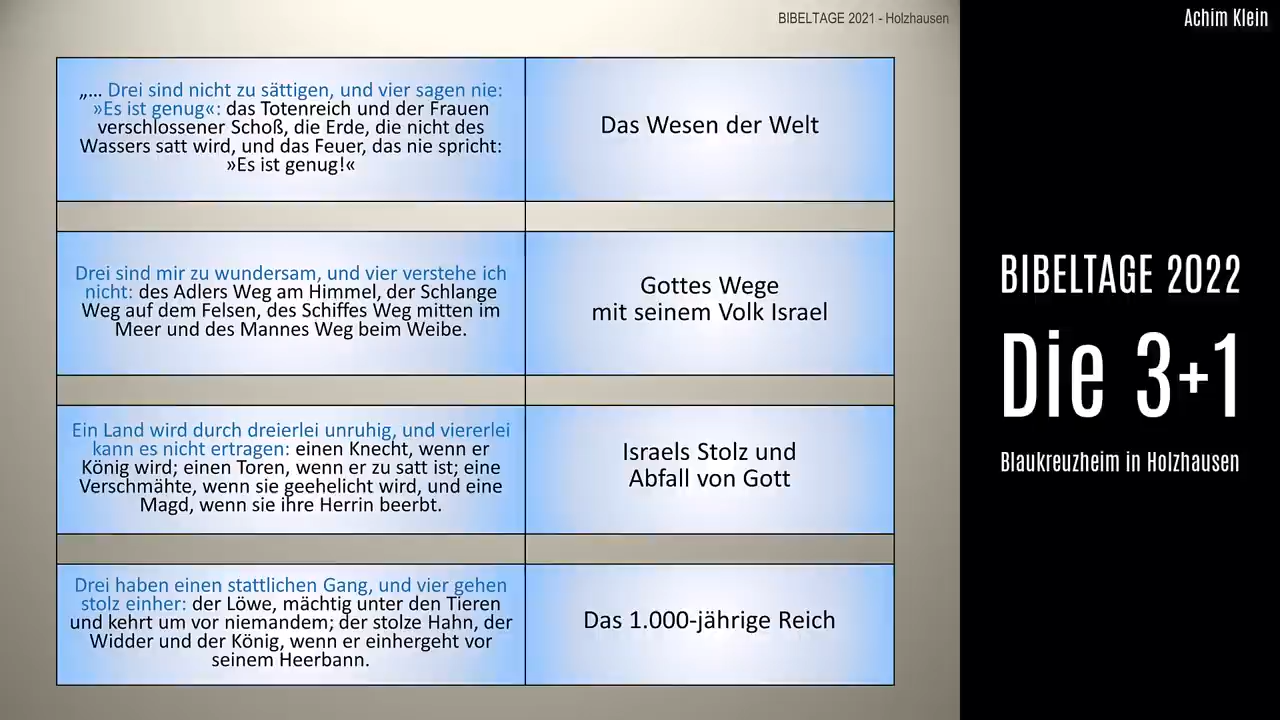 BIBELTAGE 2021 - Holzhausen
Achim Klein
„... Drei sind nicht zu sättigen, und vier sagen nie:
»Es ist genug«: das Totenreich und der Frauen
verschlossener Schoß, die Erde, die nicht des
Wassers satt wird, und das Feuer, das nie spricht:
»Es ist genug!«
Das Wesen der Welt
Drei sind mir zu wundersam, und vier verstehe ich
nicht: des Adlers Weg am Himmel, der Schlange
Weg auf dem Felsen, des Schiffes Weg mitten im
Meer und des Mannes Weg beim Weibe.
Gottes Wege
mit seinem Volk Israel
Ein Land wird durch dreierlei unruhig, und viererlei
kann es nicht ertragen: einen Knecht, wenn er
König wird; einen Toren, wenn er zu satt ist; eine
Verschmähte, wenn sie geehelicht wird, und eine
Magd, wenn sie ihre Herrin beerbt.
Israels Stolz und
Abfall von Gott
Drei haben einen stattlichen Gang, und vier gehen
stolz einher: der Löwe, mächtig unter den Tieren
und kehrt um vor niemandem; der stolze Hahn, der
Widder und der König, wenn er einhergeht vor
seinem Heerbann.
Das 1.000-jährige Reich
BIBELTAGE 2022
Die 3+1
Blaukreuzheim in Holzhausen